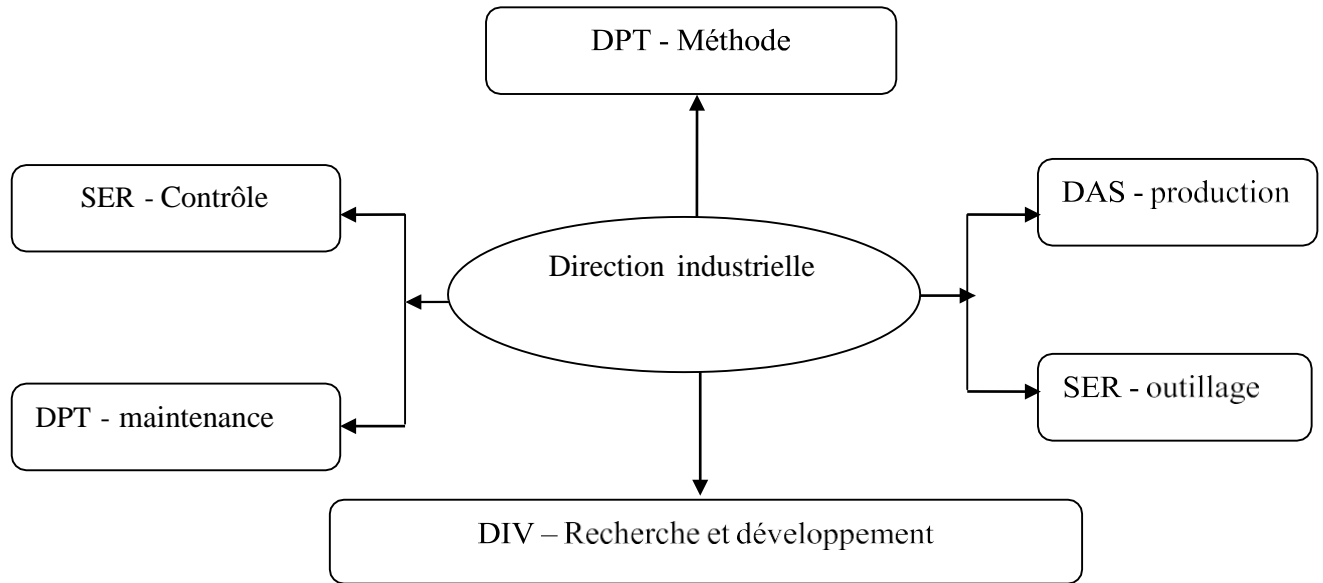 DPT - Méthode
SER - Contrôle
DAS - production
Direction industrielle
DPT - maintenance
SER - outillage
DIV – Recherche et développement